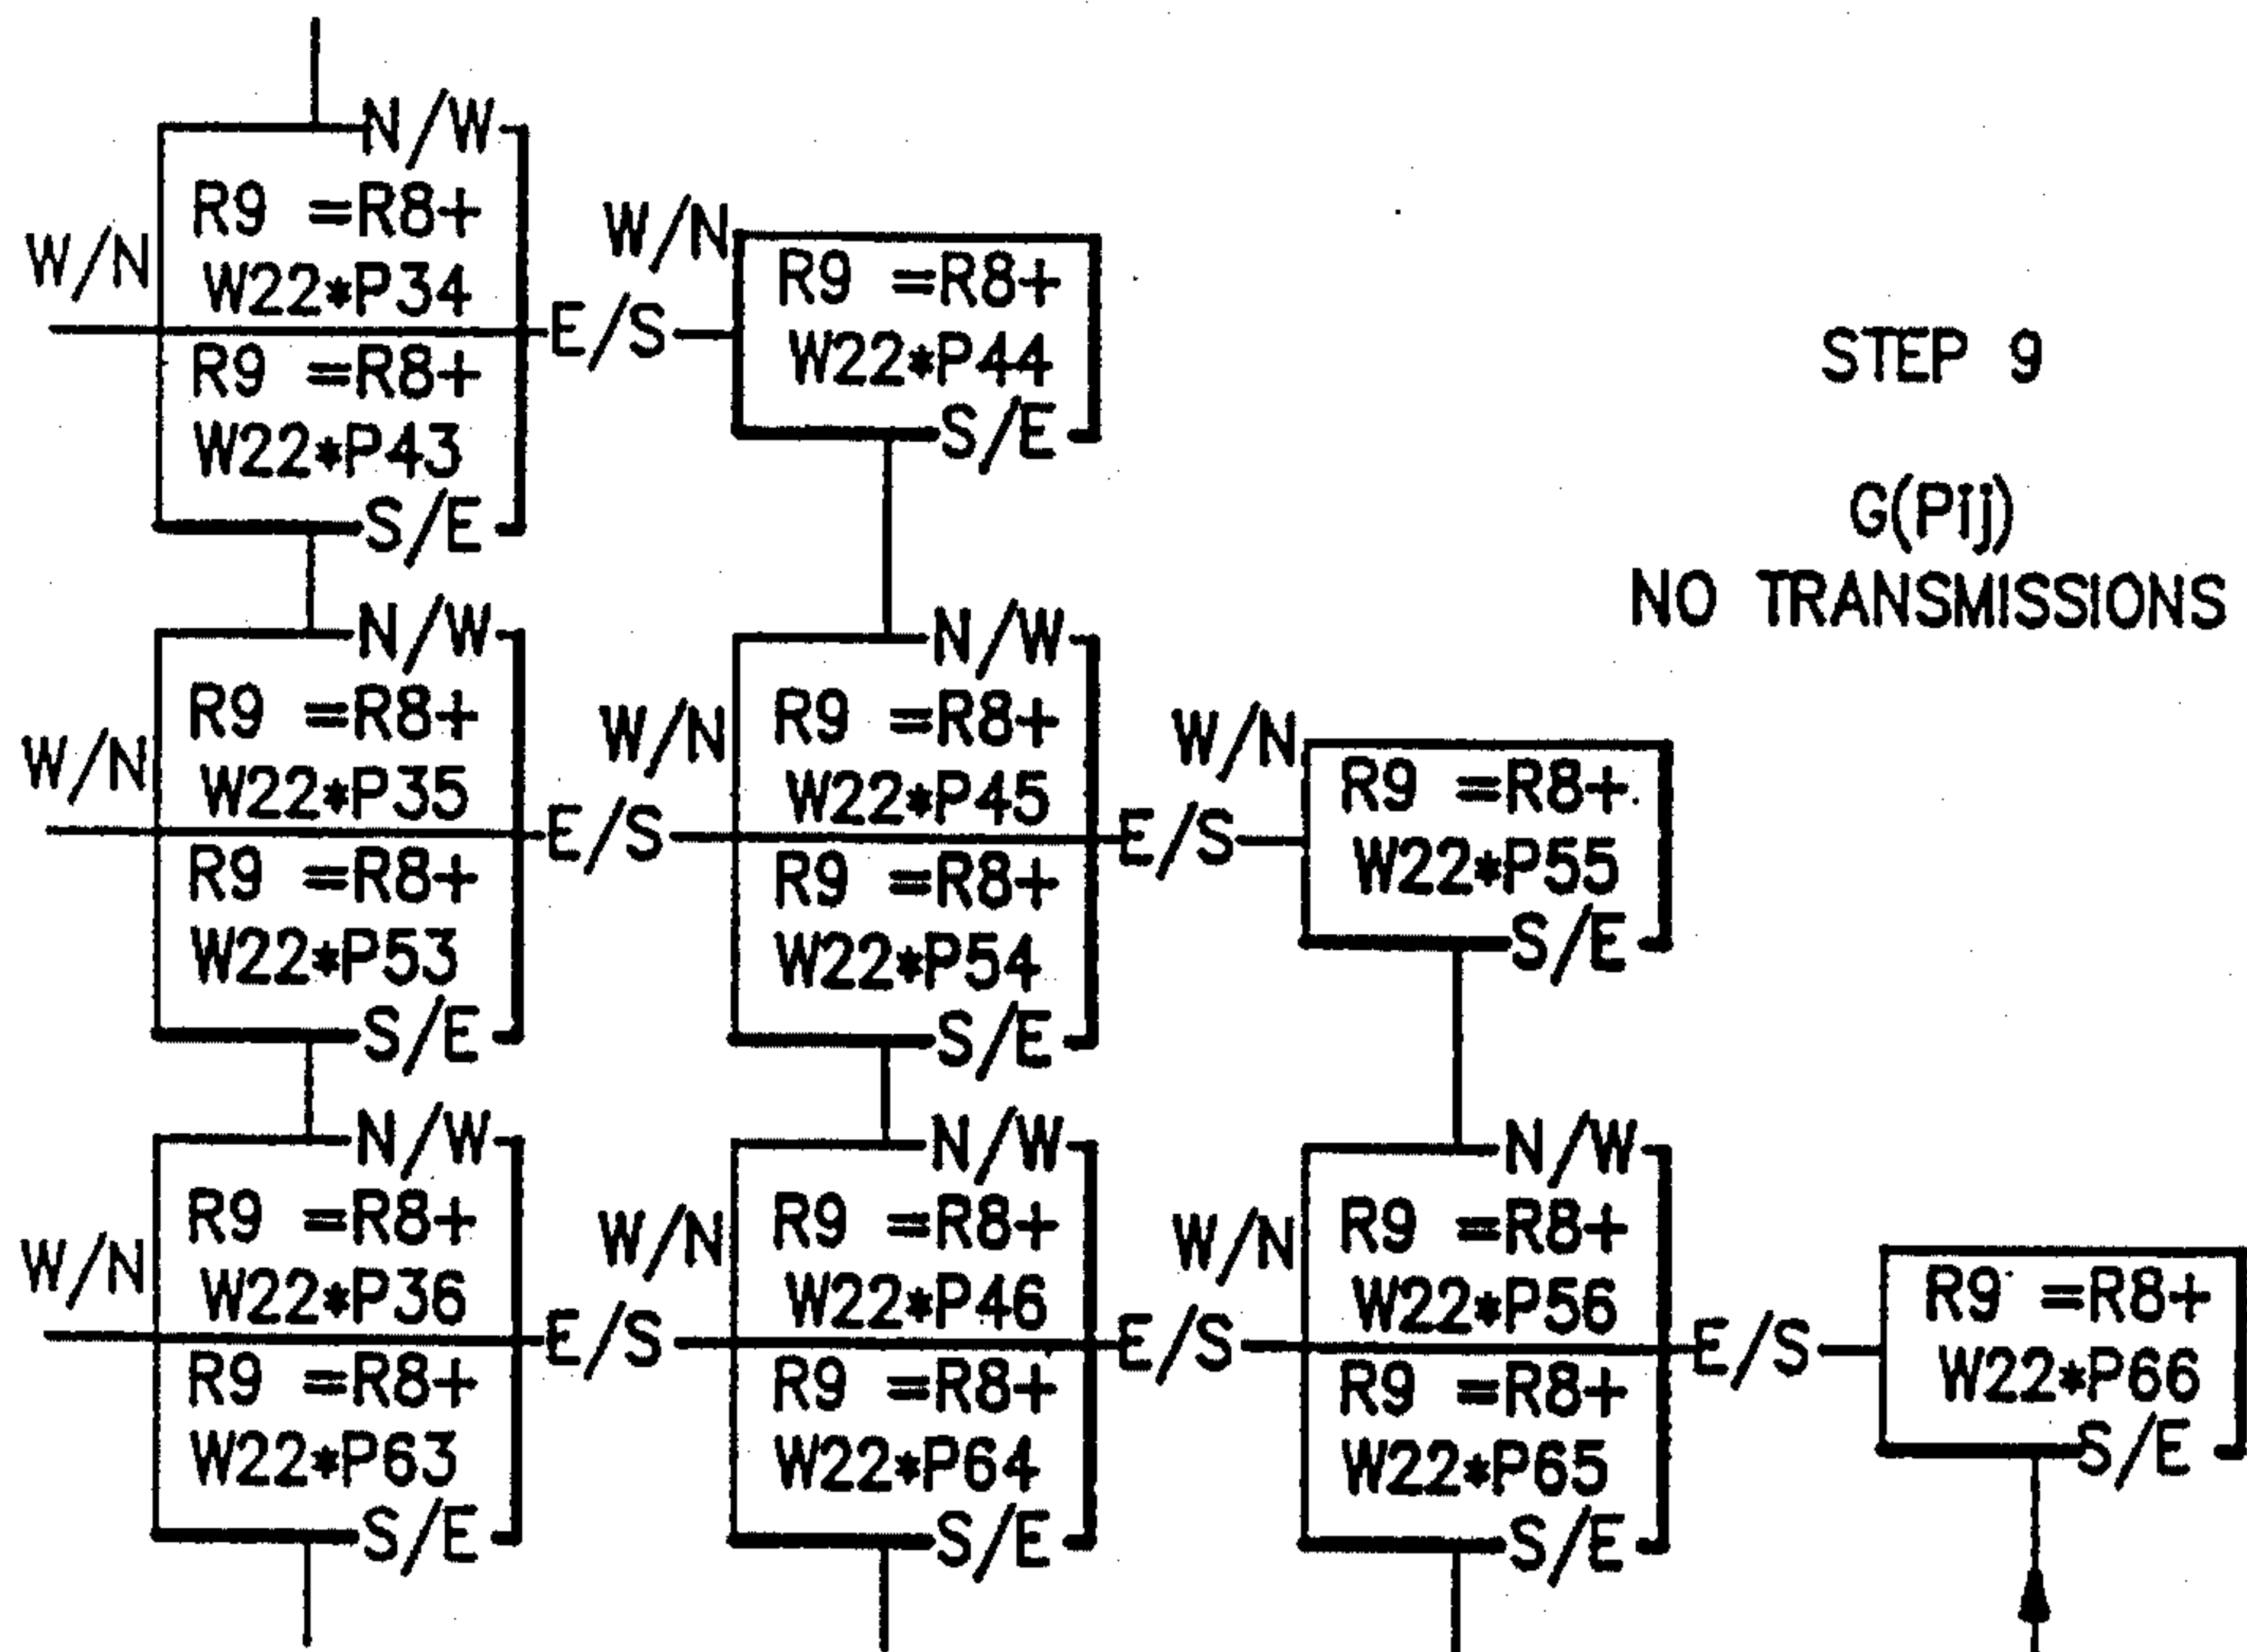 N/W
R9 =R8+
W/N
W22*P34
R9 =R8+
W22*P43
S/E
E/S
W/N
R9 =R8+
W22*P44
S/E
STEP 9
G(Pij)
NO TRANSMISSIONS
N/W
R9 =R8+
W/N
W22*P35
R9 =R8+
W22*P53
S/E
E/S
N/W
W/N
R9 =R8+
W22*P45
R9 =R8+
W22*P54
S/E
E/S
W/N
R9 =R8+
W22*P55
S/E
N/W
R9 =R8+
W/N
W22*P36
R9 =R8+
W22*P63
S/E
E/S
N/W
W/N
R9 =R8+
W22*P46
R9 =R8+
W22*P64
S/E
E/S
N/W
W/N
R9 =R8+
W22*P56
R9 =R8+
W22*P65
S/E
E/S
R9 =R8+
W22*P66
S/E